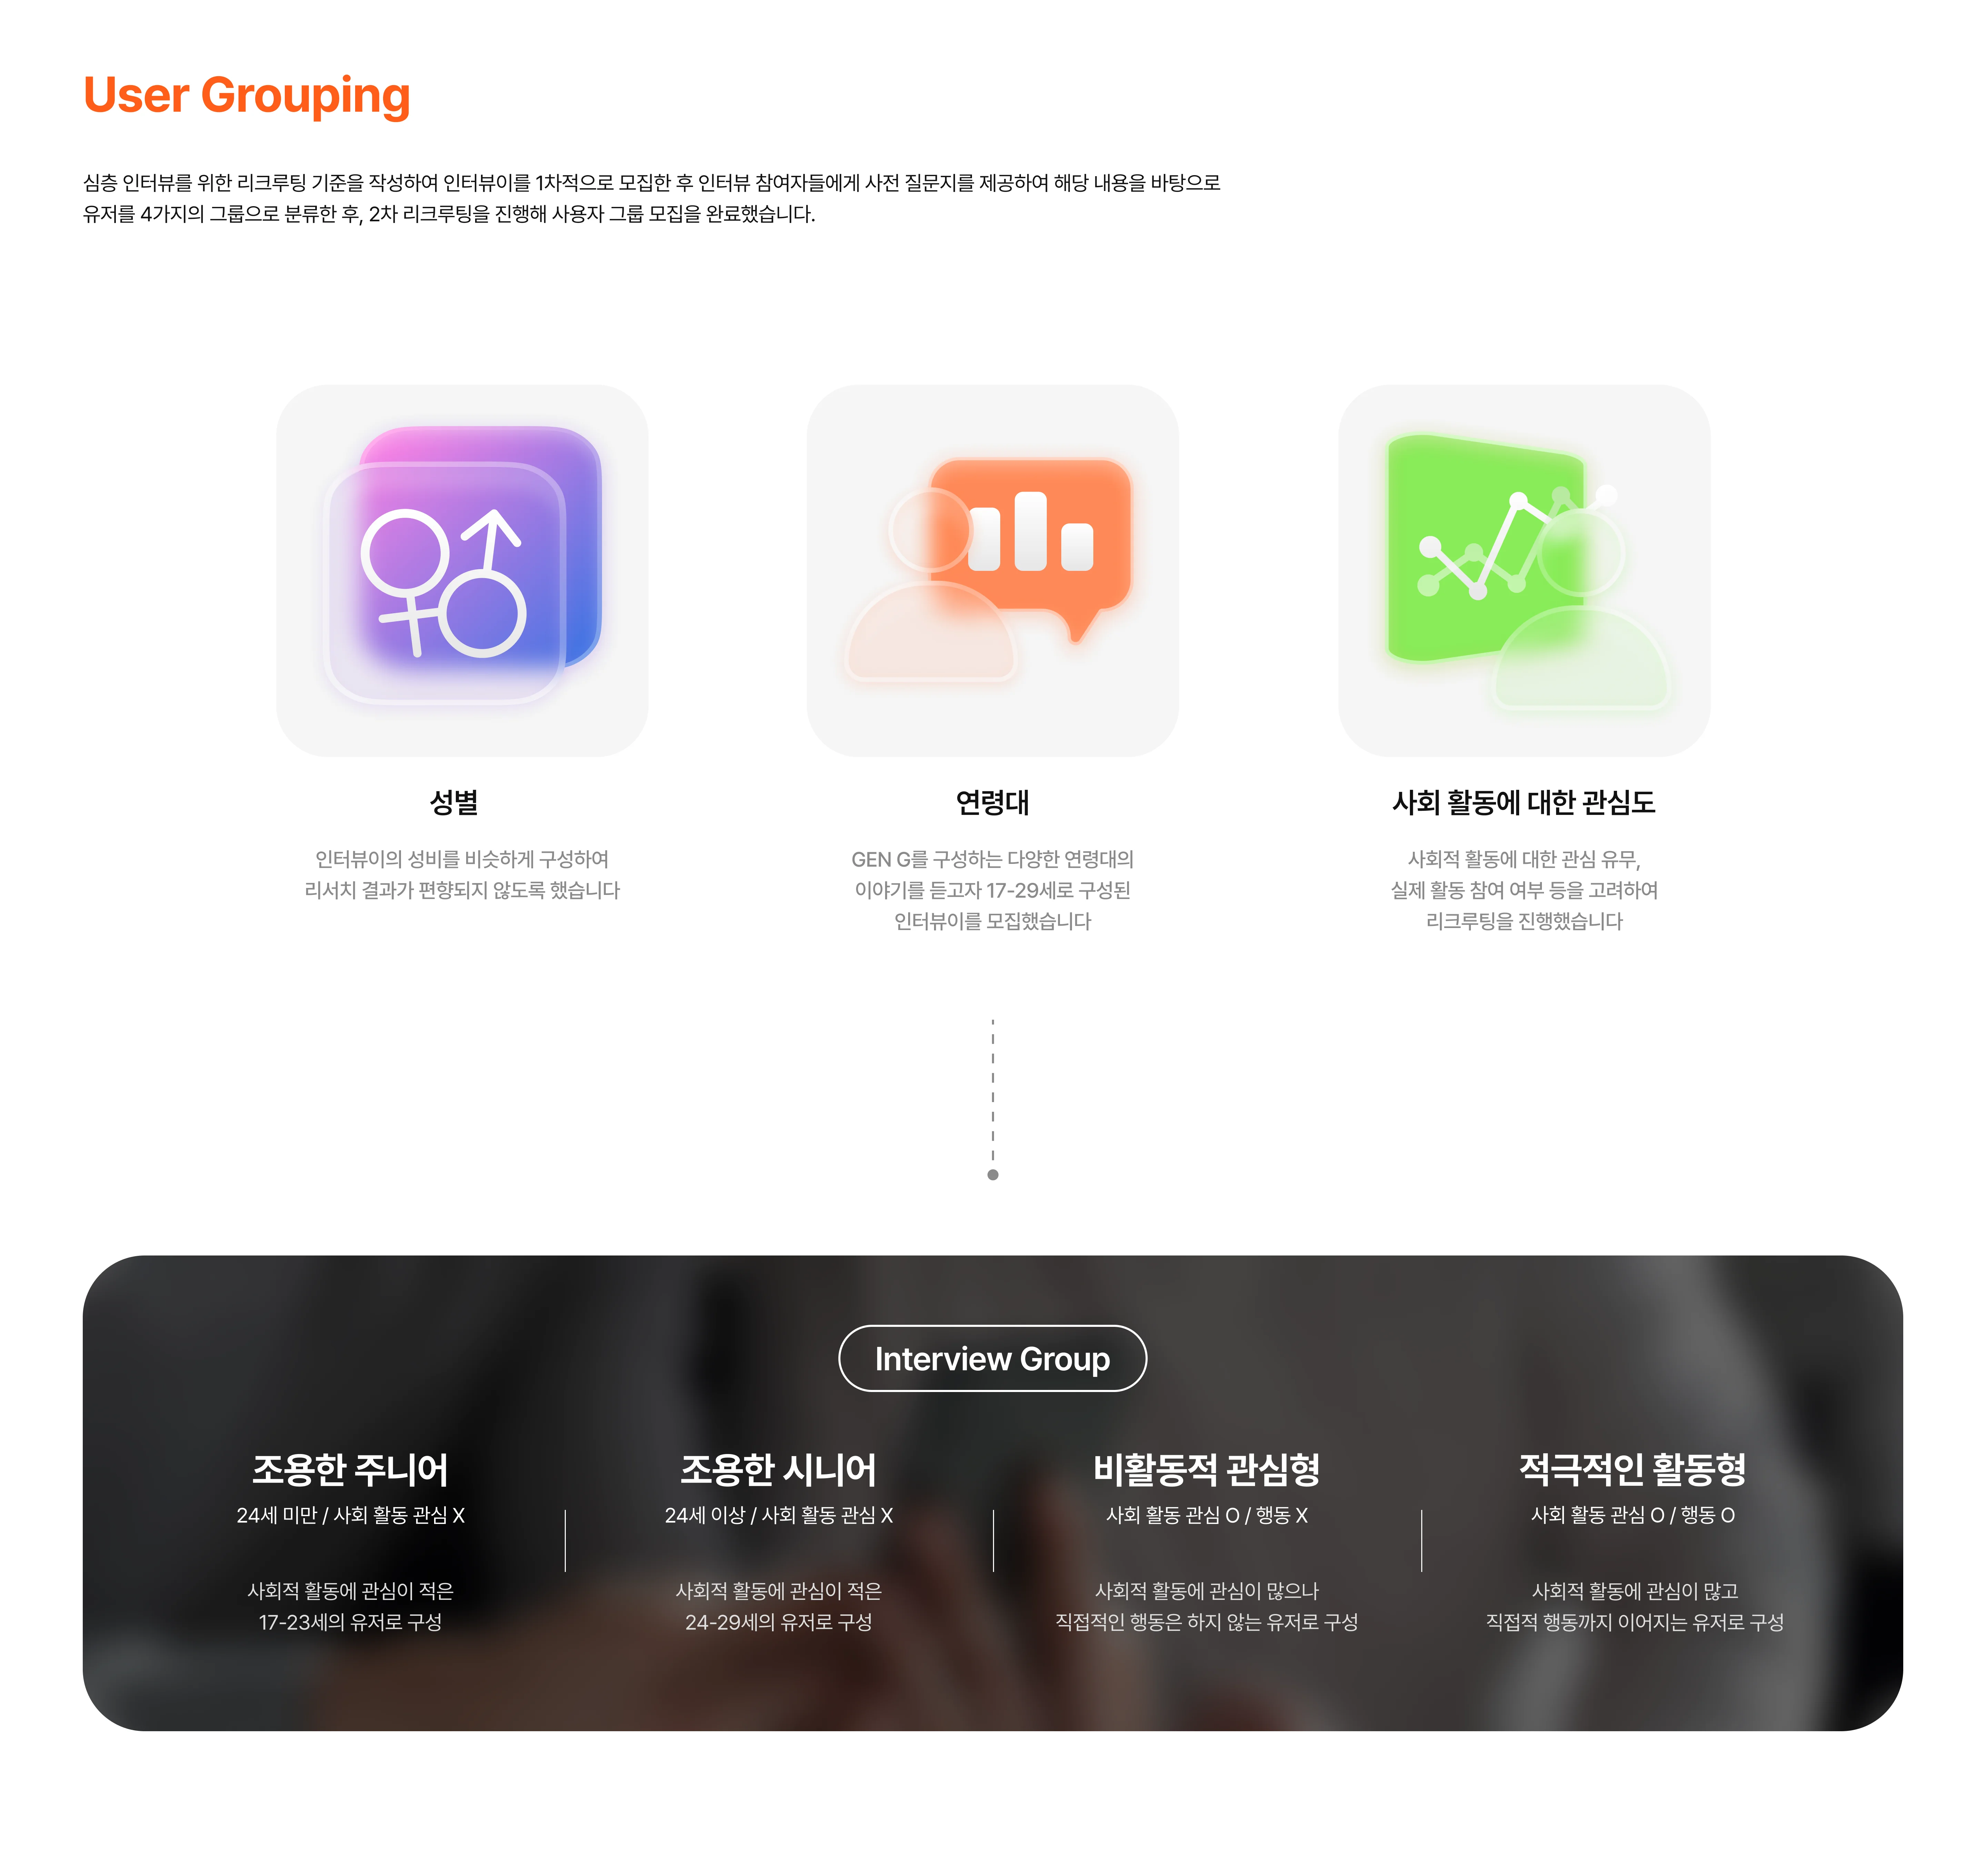 User Grouping
심층 인터뷰를 위한 리크루팅 기준을 작성하여 인터뷰이를 1차적으로 모집한 후 인터뷰 참여자들에게 사전 질문지를 제공하여 해당 내용을 바탕으로
유저를 4가지의 그룹으로 분류한 후, 2차 리크루팅을 진행해 사용자 그룹 모집을 완료했습니다.
성별
인터뷰이의 성비를 비슷하게 구성하여
리서치 결과가 편향되지 않도록 했습니다
연령대
GEN G를 구성하는 다양한 연령대의
이야기를 듣고자 17-29세로 구성된
인터뷰이를 모집했습니다
사회 활동에 대한 관심도
사회적 활동에 대한 관심 유무,
실제 활동 참여 여부 등을 고려하여
리크루팅을 진행했습니다
Interview Group
조용한 주니어
24세 미만 / 사회 활동 관심 X
사회적 활동에 관심이 적은
17-23세의 유저로 구성
조용한 시니어
24세 이상 / 사회 활동 관심 X
사회적 활동에 관심이 적은
24-29세의 유저로 구성
비활동적 관심형
사회 활동 관심 O / 행동 X
사회적 활동에 관심이 많으나
직접적인 행동은 하지 않는 유저로 구성
적극적인 활동형
사회 활동 관심 O / 행동 O
사회적 활동에 관심이 많고
직접적 행동까지 이어지는 유저로 구성